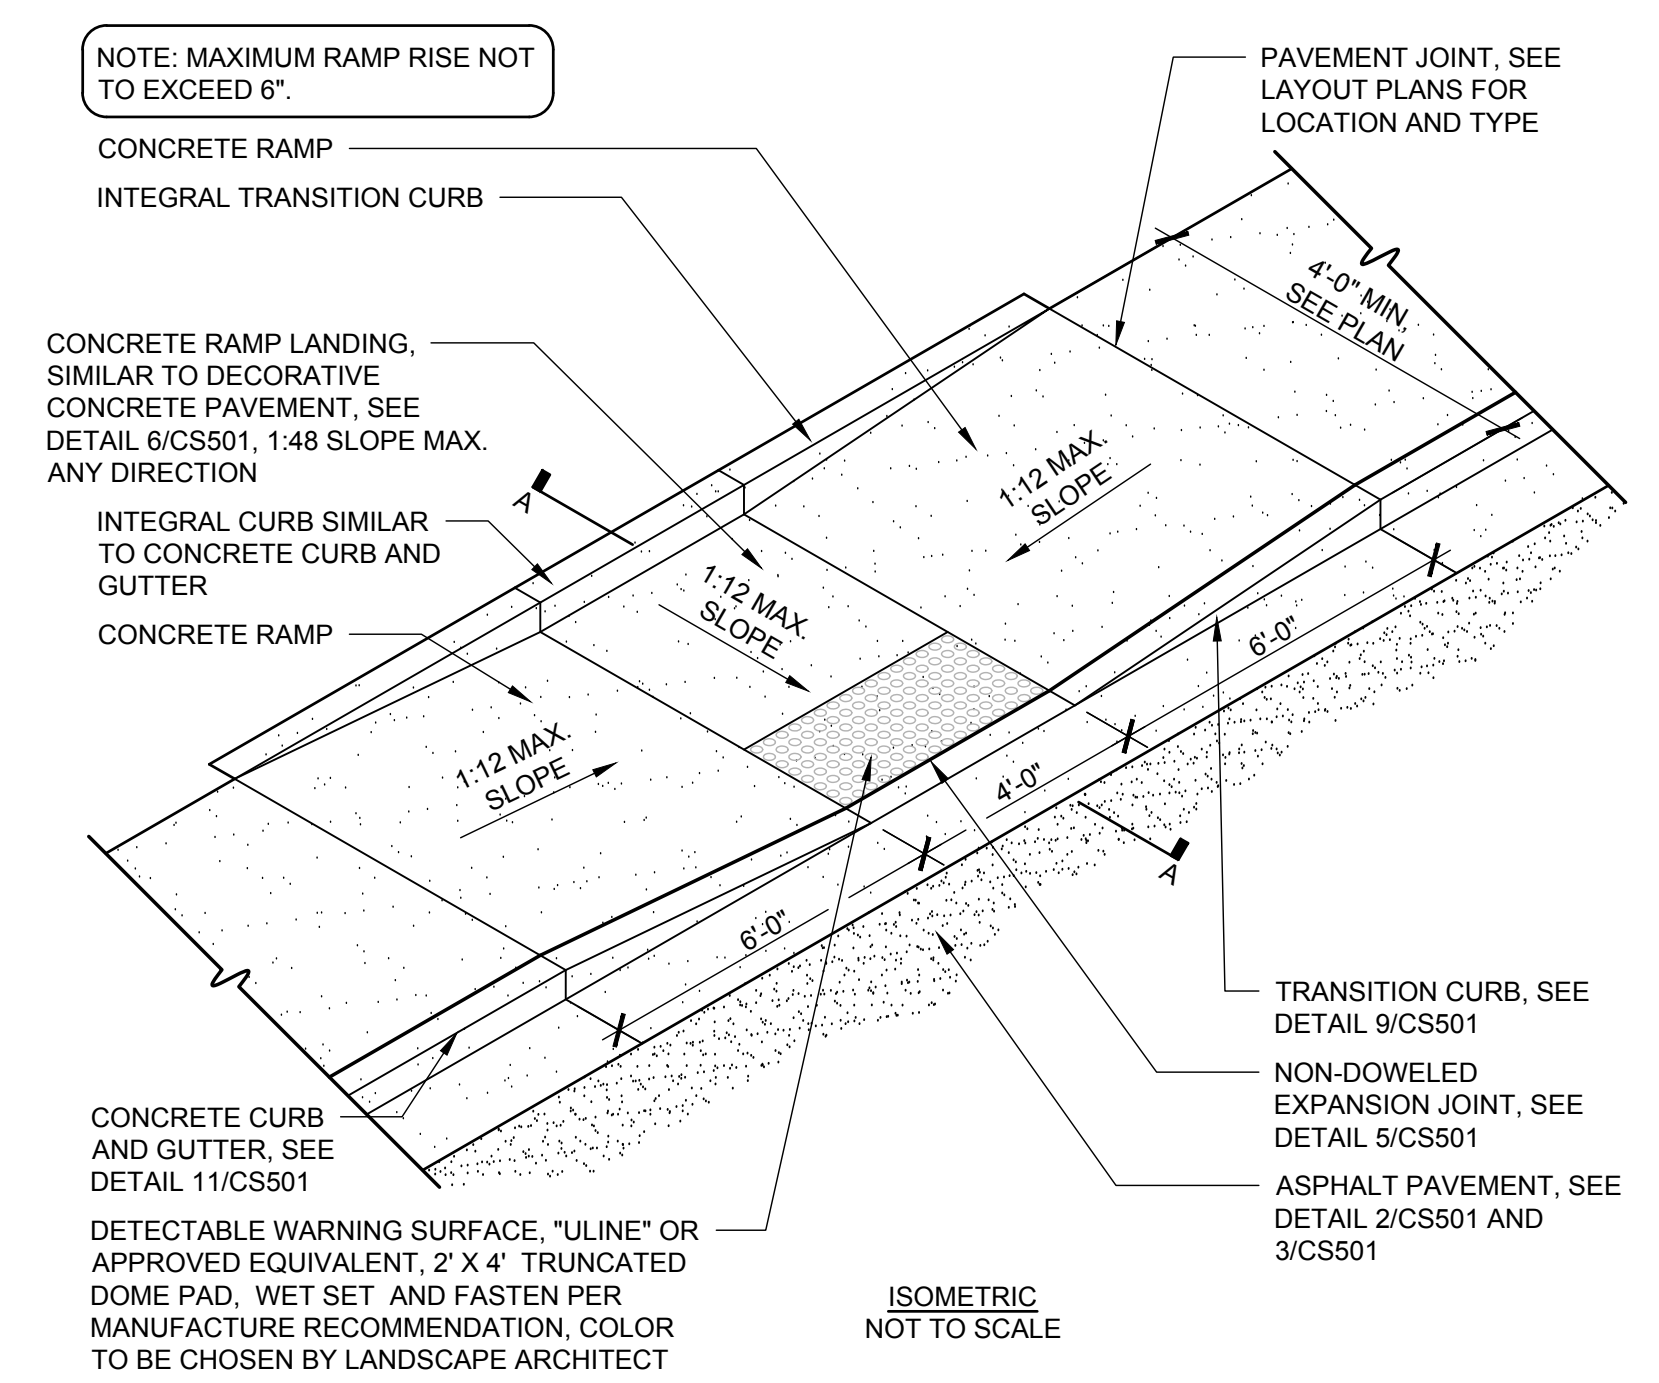 NOTE: MAXIMUM RAMP RISE NOT
TO EXCEED 6".
CONCRETE RAMP
INTEGRAL TRANSITION CURB
PAVEMENT JOINT, SEE
LAYOUT PLANS FOR
LOCATION AND TYPE
4'-0" MIN,
SEE PLAN
CONCRETE RAMP LANDING,
SIMILAR TO DECORATIVE
CONCRETE PAVEMENT, SEE
DETAIL 6/CS501, 1:48 SLOPE MAX.
ANY DIRECTION
A
1:12 MAX.
SLOPE
INTEGRAL CURB SIMILAR
TO CONCRETE CURB AND
GUTTER
1:12 MAX.
SLOPE
CONCRETE RAMP
6'-0"
1:12 MAX.
SLOPE
4'-0"
A
6'-0"
TRANSITION CURB, SEE
DETAIL 9/CS501
NON-DOWELED
EXPANSION JOINT, SEE
DETAIL 5/CS501
CONCRETE CURB
AND GUTTER, SEE
DETAIL 11/CS501
ASPHALT PAVEMENT, SEE
DETAIL 2/CS501 AND
3/CS501
DETECTABLE WARNING SURFACE, "ULINE" OR
APPROVED EQUIVALENT, 2' X 4' TRUNCATED
DOME PAD, WET SET AND FASTEN PER
MANUFACTURE RECOMMENDATION, COLOR
TO BE CHOSEN BY LANDSCAPE ARCHITECT
ISOMETRIC
NOT TO SCALE